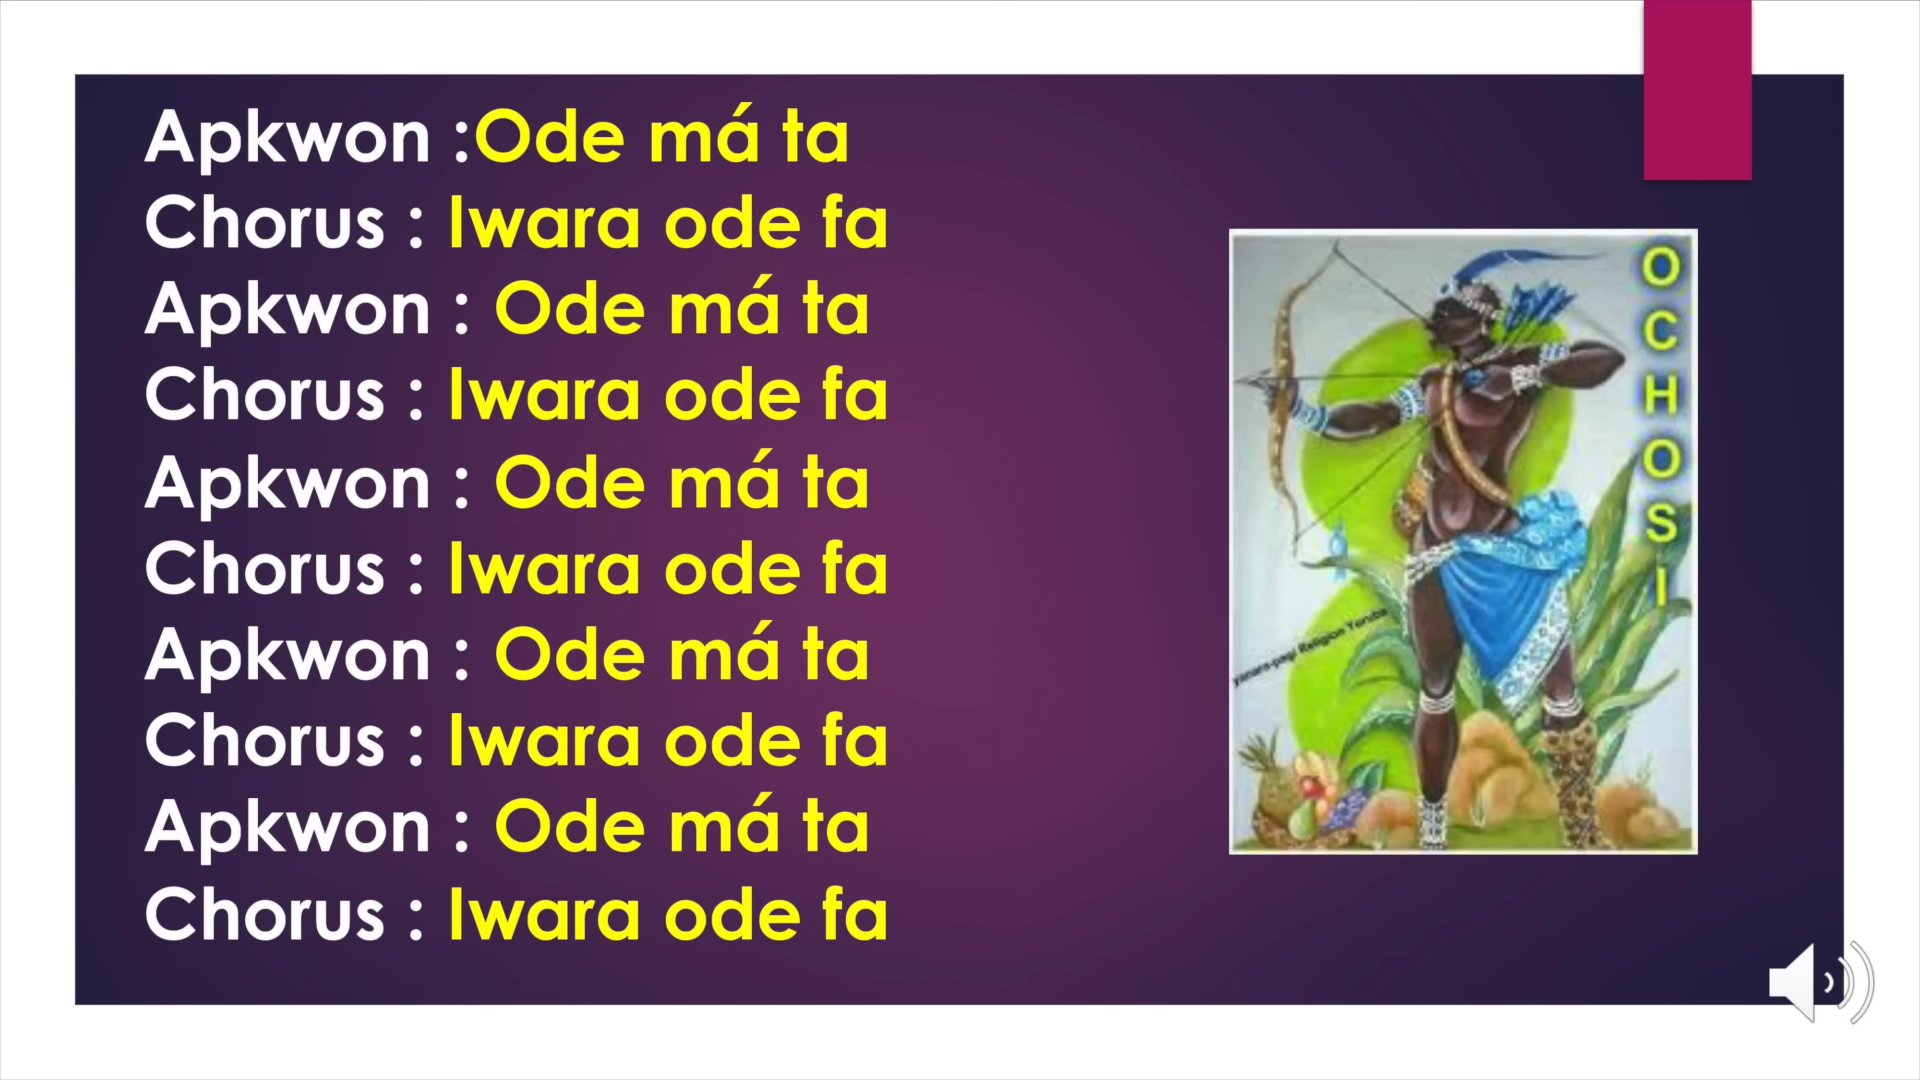 Apkwon :Ode má ta
Chorus : Iwara ode fa
Apkwon : Ode má ta
Chorus : Iwara ode fa
Apkwon : Ode má ta
Chorus : Iwara ode fa
Apkwon : Ode má ta
Chorus : Iwara ode fa
Apkwon : Ode má ta
Chorus : Iwara ode fa
OCHOSI
Religion Yoruba